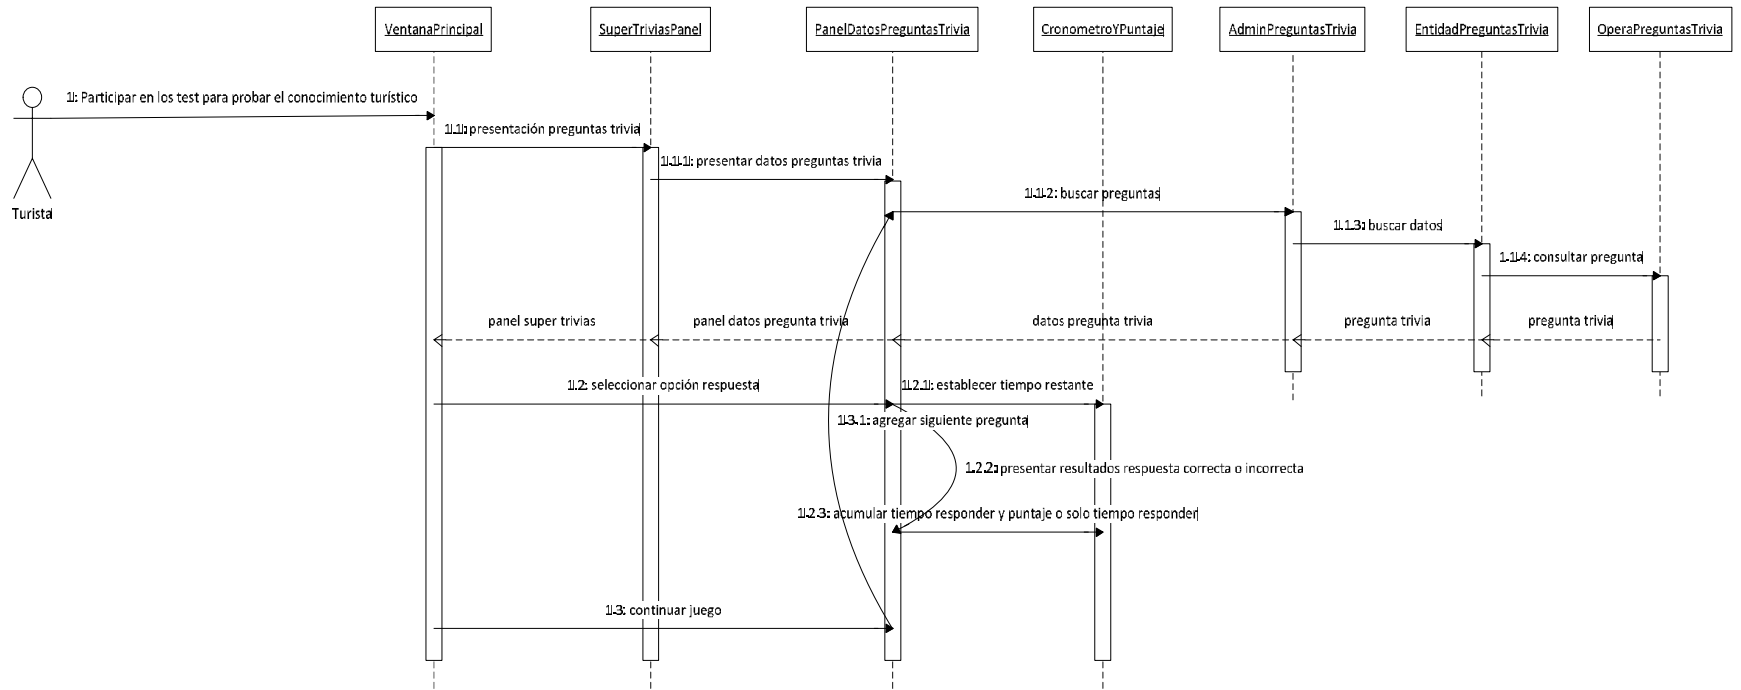 VentanaPrincipal
SuperTriviasPanel
PanelDatosPreguntasTrivia
CronometroYPuntaje
AdminPreguntasTrivia
EntidadPreguntasTrivia
OperaPreguntasTrivia
1: Participar en los test para probar el conocimiento turístico
1.1: presentación preguntas trivia
1.1.1: presentar datos preguntas trivia
1.1.2: buscar preguntas
Turista
1.1.3: buscar datos
1.1.4: consultar pregunta
panel super trivias
panel datos pregunta trivia
datos pregunta trivia
pregunta trivia
pregunta trivia
1.2: seleccionar opción respuesta
1.2.1: establecer tiempo restante
1.3.1: agregar siguiente pregunta
1.2.2: presentar resultados respuesta correcta o incorrecta
1.2.3: acumular tiempo responder y puntaje o solo tiempo responder
1.3: continuar juego